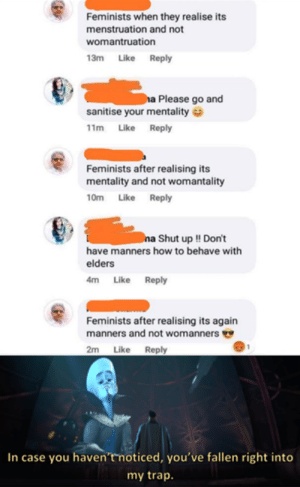 Feminists when they realise its
menstruation and not
womantruation
13m Like Reply
na Please go and
sanitise your mentality 😊
11m Like Reply
Feminists after realising its
mentality and not womantality
10m Like Reply
na Shut up !! Don't
have manners how to behave with
elders
4m Like Reply
Feminists after realising its again
manners and not womanners 😎
2m Like Reply
1
In case you haven't noticed, you've fallen right into
my trap.